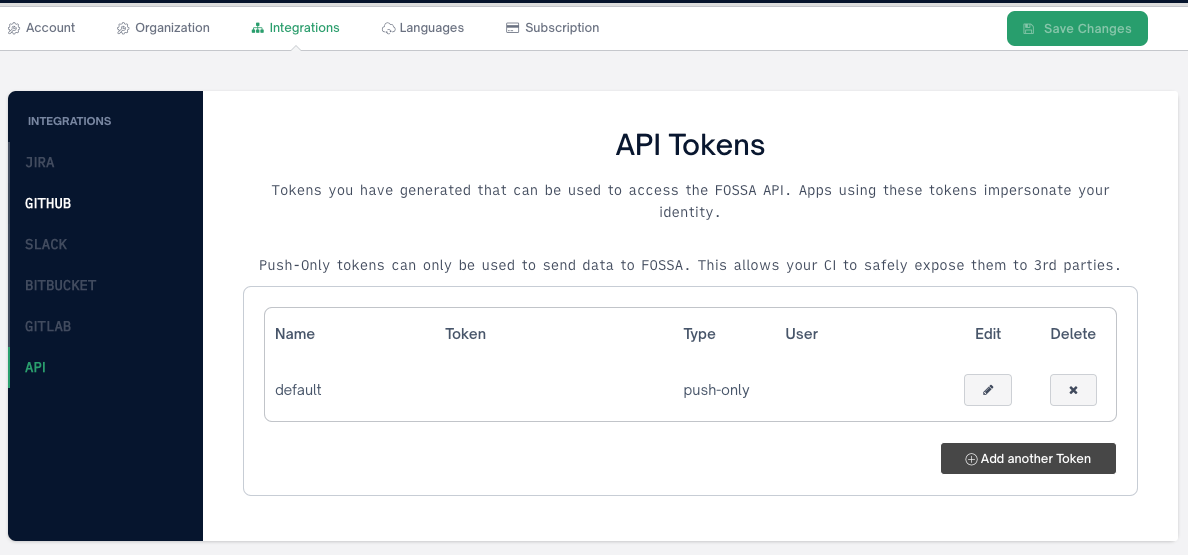 Account Organization Integrations Languages Subscription Save Changes
INTEGRATIONS
JIRA
GITHUB
SLACK
BITBUCKET
GITLAB
API
API Tokens
Tokens you have generated that can be used to access the FOSSA API. Apps using these tokens impersonate your
identity.
Push-Only tokens can only be used to send data to FOSSA. This allows your CI to safely expose them to 3rd parties.
Name Token Type User Edit Delete
default push-only
Add another Token